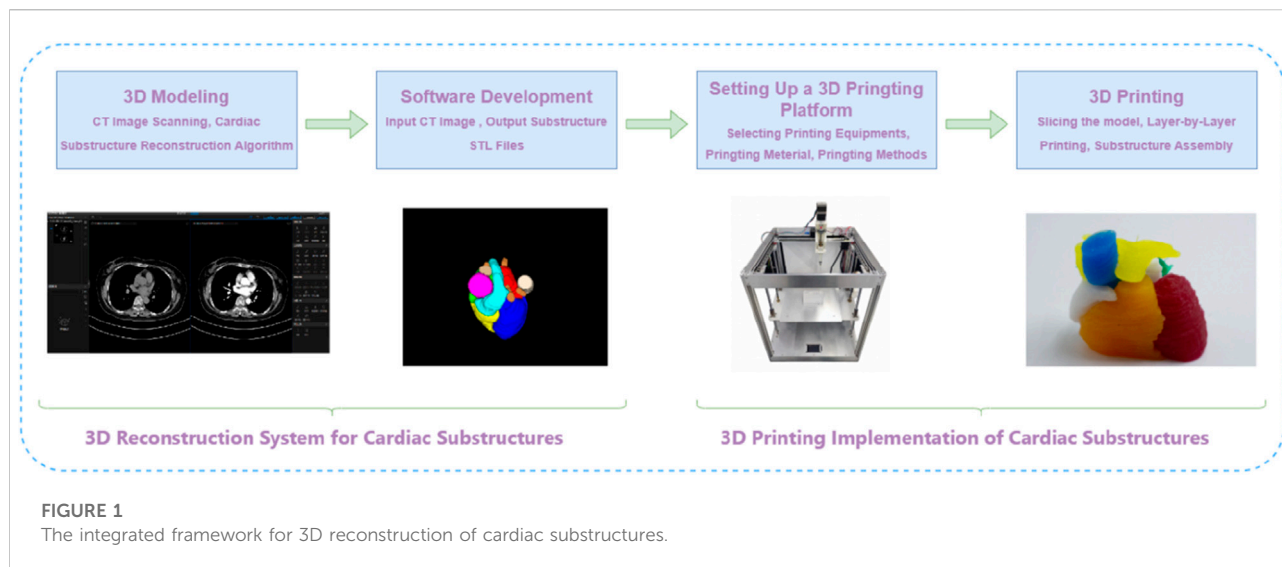 3D Modeling
CT Image Scanning, Cardiac
Substructure Reconstruction Algorithm
Software Development
Input CT Image , Output Substructure
STL Files
Setting Up a 3D Pringting
Platform
Selecting Printing Equipments,
Pringting Meterial, Pringting Methods
3D Printing
Slicing the model, Layer-by-Layer
Printing, Substructure Assembly
3D Reconstruction System for Cardiac Substructures
3D Printing Implementation of Cardiac Substructures
FIGURE 1
The integrated framework for 3D reconstruction of cardiac substructures.